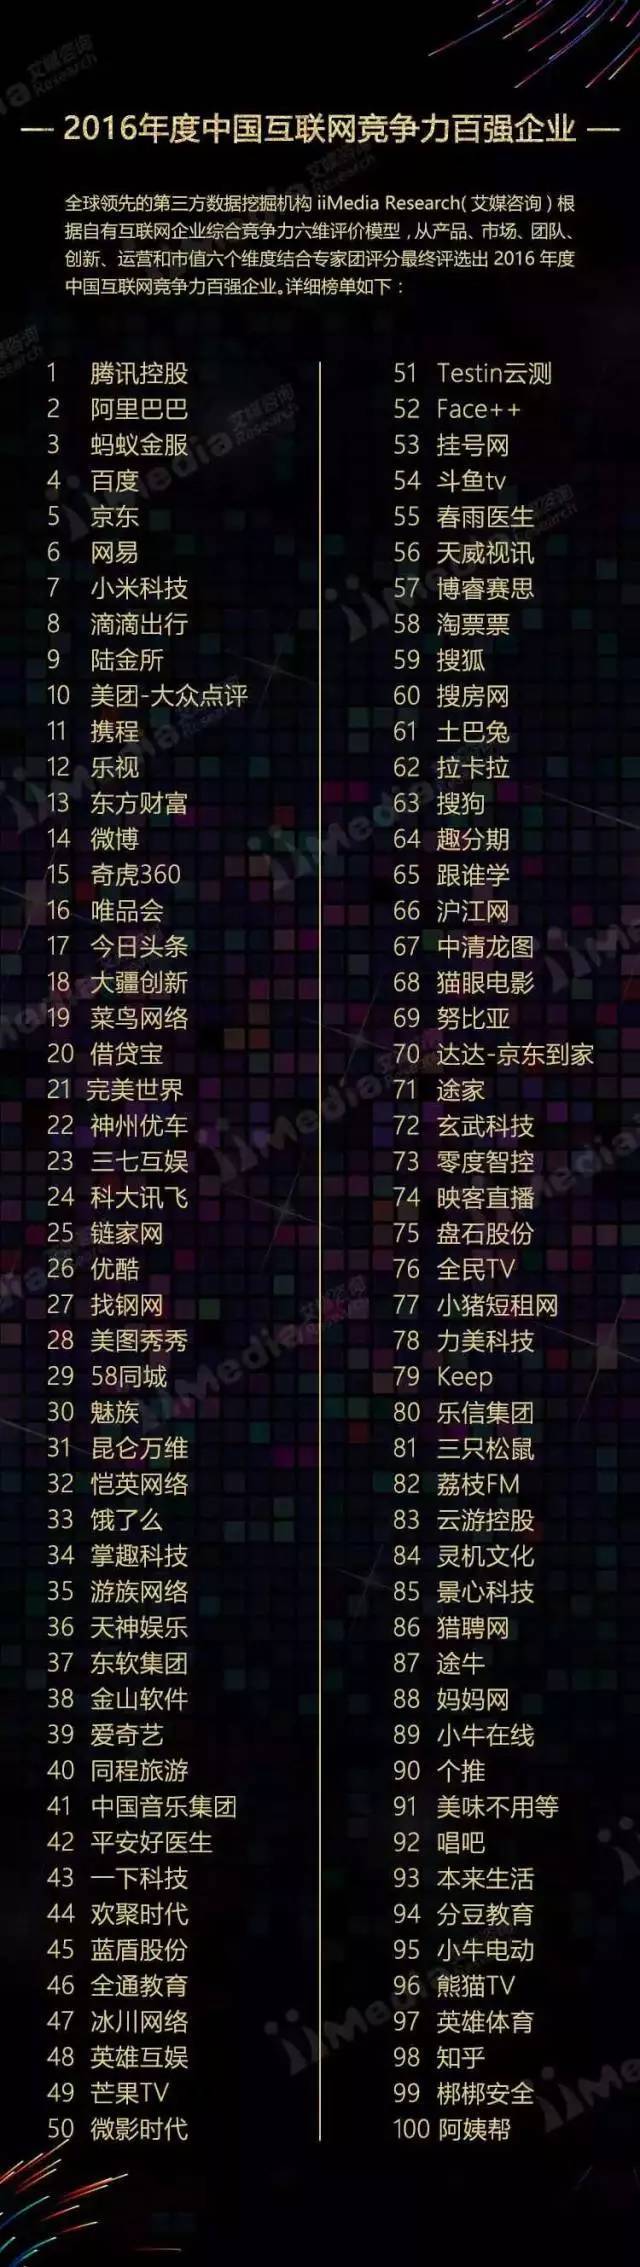 2016年度中国互联网竞争力百强企业
全球领先的第三方数据挖掘机构 iiMedia Research(艾媒咨询)根
据自有互联网企业综合竞争力六维评价模型,从产品、市场、团队、
创新、运营和市值六个维度结合专家团评分最终评选出 2016 年度
中国互联网竞争力百强企业。详细榜单如下:
1 腾讯控股
2 阿里巴巴
3 蚂蚁金服
4 百度
5 京东
6 网易
7 小米科技
8 滴滴出行
9 陆金所
10 美团-大众点评
11 携程
12 乐视
13 东方财富
14 微博
15 奇虎360
16 唯品会
17 今日头条
18 大疆创新
19 菜鸟网络
20 借贷宝
21 完美世界
22 神州优车
23 三七互娱
24 科大讯飞
25 链家网
26 优酷
27 找钢网
28 美图秀秀
29 58同城
30 魅族
31 昆仑万维
32 恺英网络
33 饿了么
34 掌趣科技
35 游族网络
36 天神娱乐
37 东软集团
38 金山软件
39 爱奇艺
40 同程旅游
41 中国音乐集团
42 平安好医生
43 一下科技
44 欢聚时代
45 蓝盾股份
46 全通教育
47 冰川网络
48 英雄互娱
49 芒果TV
50 微影时代
51 Testin云测
52 Face++
53 挂号网
54 斗鱼tv
55 春雨医生
56 天威视讯
57 博睿赛思
58 淘票票
59 搜狐
60 搜房网
61 土巴兔
62 拉卡拉
63 搜狗
64 趣分期
65 跟谁学
66 沪江网
67 中清龙图
68 猫眼电影
69 努比亚
70 达达-京东到家
71 途家
72 玄武科技
73 零度智控
74 映客直播
75 盘石股份
76 全民TV
77 小猪短租网
78 力美科技
79 Keep
80 乐信集团
81 三只松鼠
82 荔枝FM
83 云游控股
84 灵机文化
85 景心科技
86 猎聘网
87 途牛
88 妈妈网
89 小牛在线
90 个推
91 美味不用等
92 唱吧
93 本来生活
94 分豆教育
95 小牛电动
96 熊猫TV
97 英雄体育
98 知乎
99 梆梆安全
100 阿姨帮